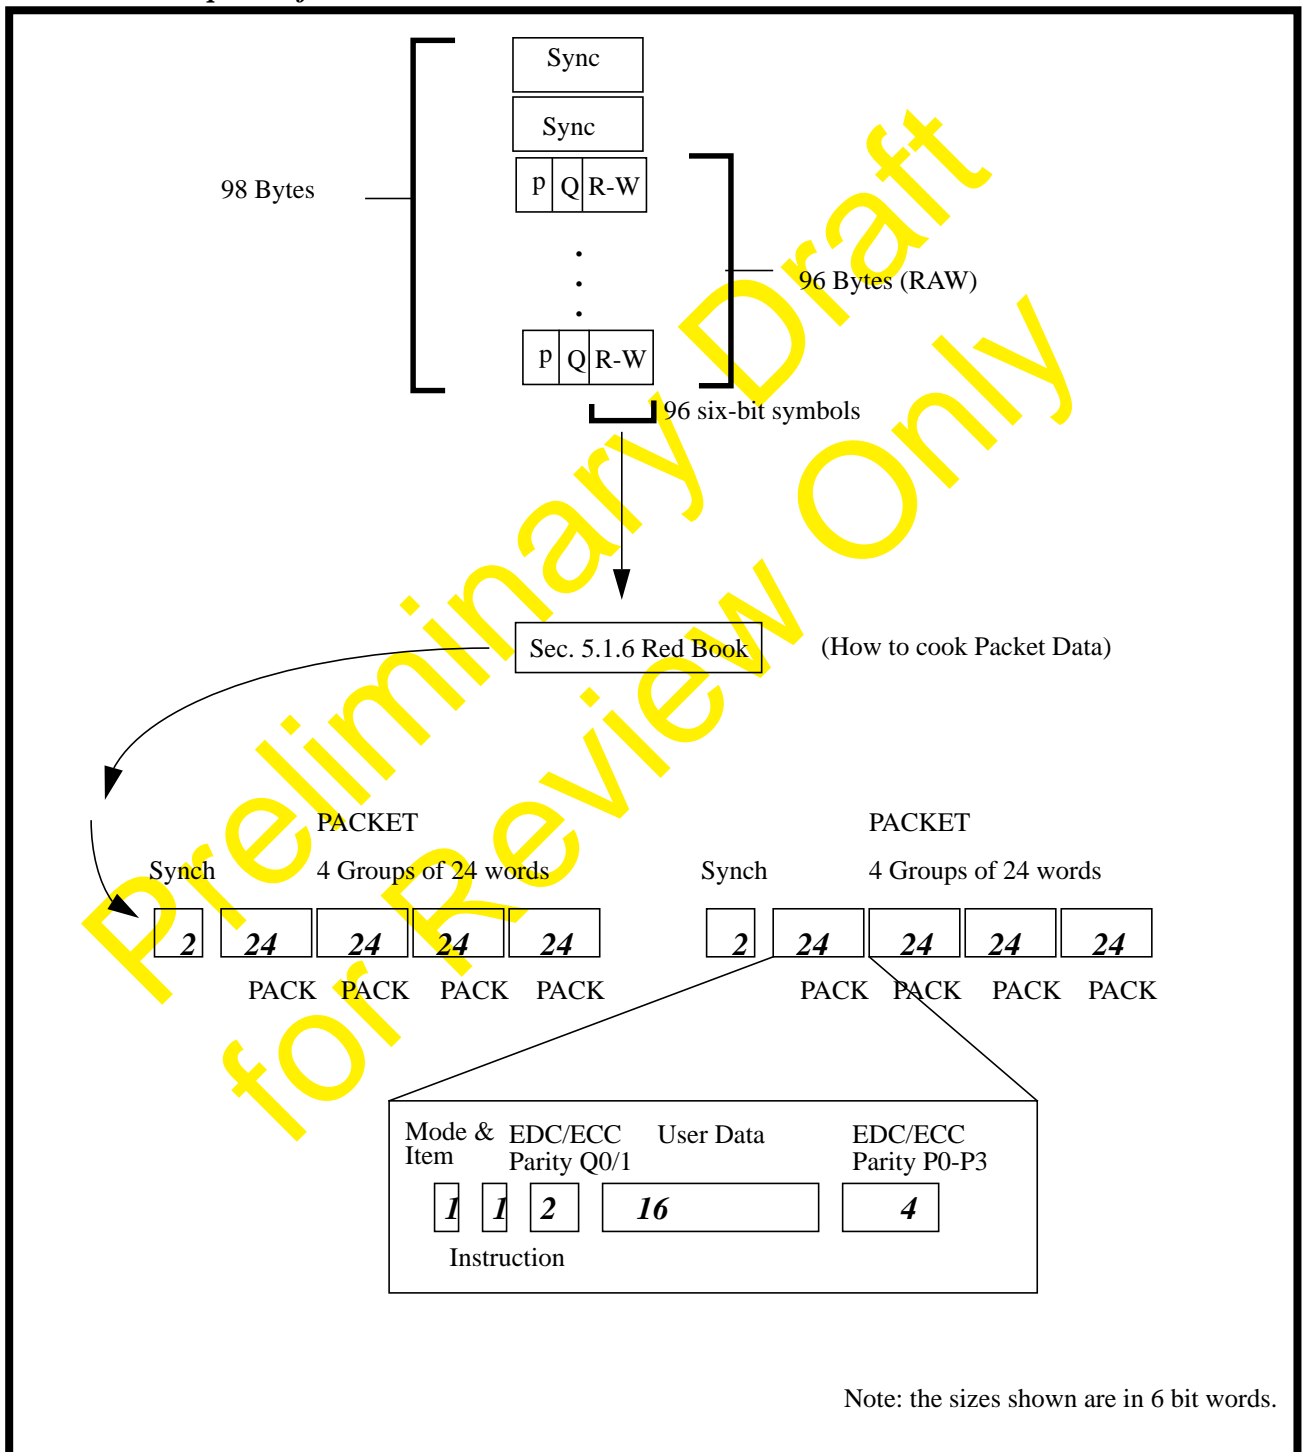 Sync
Sync
98 Bytes
P Q R-W
96 Bytes (RAW)
P Q R-W
96 six-bit symbols
Sec. 5.1.6 Red Book (How to cook Packet Data)
PACKET PACKET
Synch 4 Groups of 24 words Synch 4 Groups of 24 words
2 24 24 24 24 2 24 24 24 24
PACK PACK PACK PACK PACK PACK PACK PACK
Mode & EDC/ECC User Data EDC/ECC
Item Parity Q0/1 Parity P0-P3
1 1 2 16 4
Instruction
Note: the sizes shown are in 6 bit words.
Preliminary Draft
for Review Only